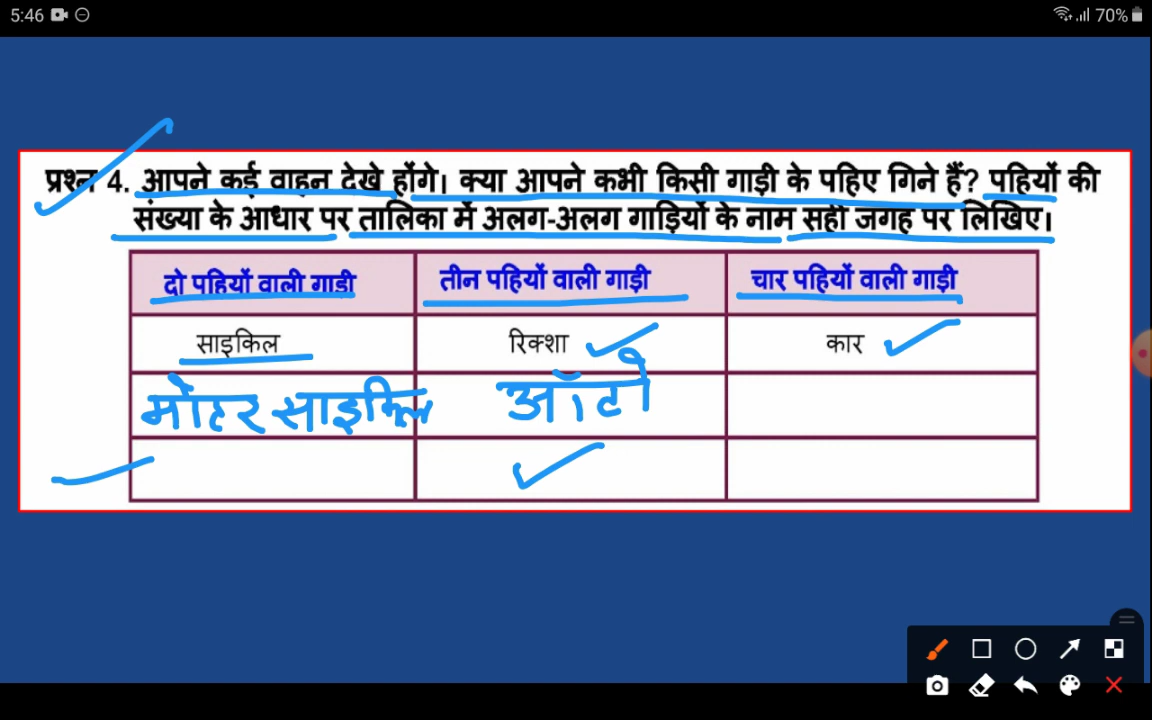 5:46 70%
प्रश्न 4. आपने कई वाहन देखे होंगे। क्या आपने कभी किसी गाड़ी के पहिए गिने हैं? पहियों की
संख्या के आधार पर तालिका में अलग-अलग गाड़ियों के नाम सही जगह पर लिखिए।
दो पहियों वाली गाड़ी तीन पहियों वाली गाड़ी चार पहियों वाली गाड़ी
साइकिल रिक्शा कार
मोटर साइकिल ऑटो